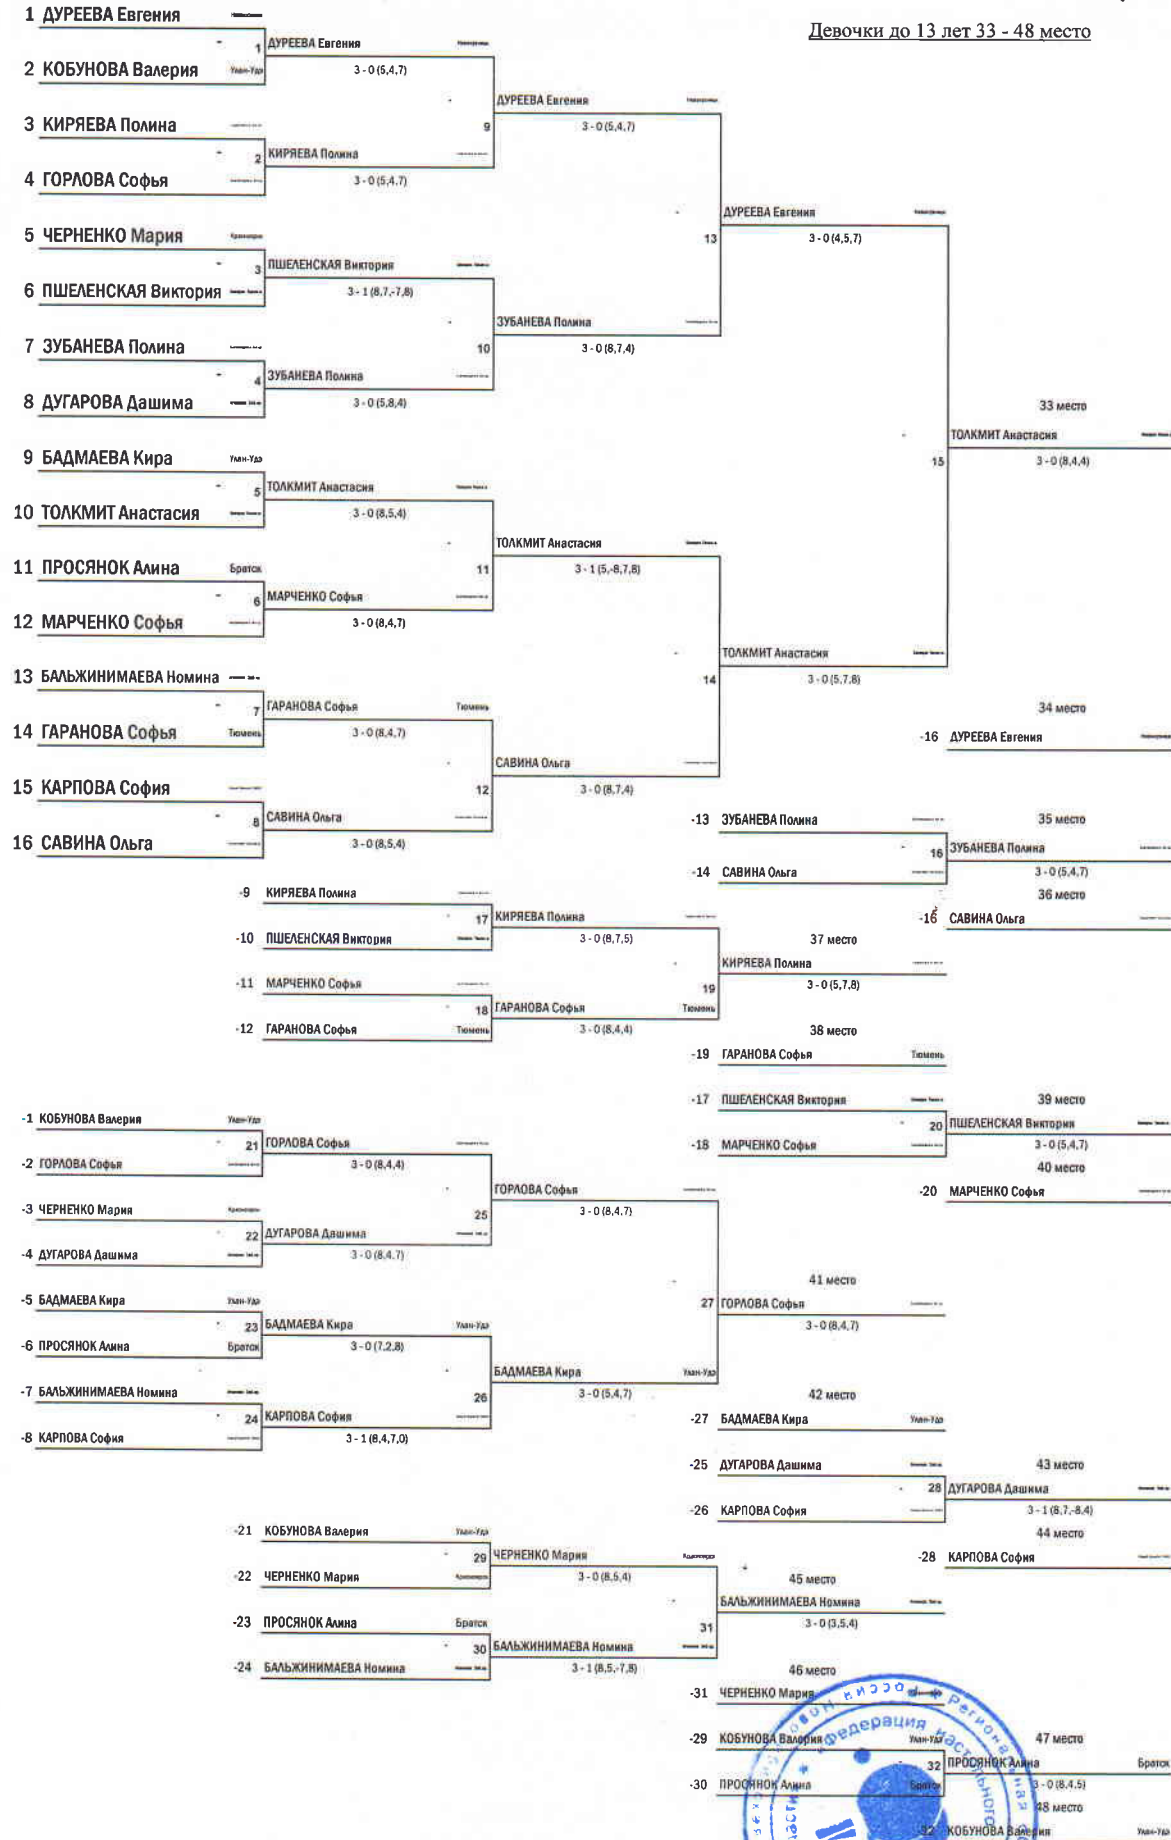 Девочки до 13 лет 33 - 48 место
1 ДУРЕЕВА Евгения
1 ДУРЕЕВА Евгения
2 КОБУНОВА Валерия Улан-Удэ
3 - 0 (5,4,7)
ДУРЕЕВА Евгения
3 КИРЯЕВА Полина
9
3 - 0 (5,4,7)
2 КИРЯЕВА Полина
4 ГОРЛОВА Софья
3 - 0 (5,4,7)
ДУРЕЕВА Евгения
5 ЧЕРНЕНКО Мария
13
3 - 0 (4,5,7)
3 ПШЕЛЕНСКАЯ Виктория
6 ПШЕЛЕНСКАЯ Виктория
3 - 1 (8,7,-7,8)
ЗУБАНЕВА Полина
7 ЗУБАНЕВА Полина
10
3 - 0 (8,7,4)
4 ЗУБАНЕВА Полина
8 ДУГАРОВА Дашима
3 - 0 (5,8,4)
33 место
ТОЛКМИТ Анастасия
9 БАДМАЕВА Кира Улан-Удэ
15
3 - 0 (8,4,4)
5 ТОЛКМИТ Анастасия
10 ТОЛКМИТ Анастасия
3 - 0 (8,5,4)
ТОЛКМИТ Анастасия
11 ПРОСЯНОК Алина Братск
11
3 - 1 (5,-8,7,8)
6 МАРЧЕНКО Софья
12 МАРЧЕНКО Софья
3 - 0 (8,4,7)
ТОЛКМИТ Анастасия
13 БАЛЬЖИНИМАЕВА Номина
14
3 - 0 (5,7,8)
7 ГАРАНОВА Софья Тюмень
34 место
14 ГАРАНОВА Софья Тюмень
3 - 0 (8,4,7)
-16 ДУРЕЕВА Евгения
САВИНА Ольга
15 КАРПОВА София
12
3 - 0 (8,7,4)
8 САВИНА Ольга
-13 ЗУБАНЕВА Полина
35 место
16 САВИНА Ольга
3 - 0 (8,5,4)
16 ЗУБАНЕВА Полина
-14 САВИНА Ольга
3 - 0 (5,4,7)
-9 КИРЯЕВА Полина
36 место
17 КИРЯЕВА Полина
-16 САВИНА Ольга
-10 ПШЕЛЕНСКАЯ Виктория
3 - 0 (8,7,5)
37 место
КИРЯЕВА Полина
-11 МАРЧЕНКО Софья
19
3 - 0 (5,7,8)
18 ГАРАНОВА Софья Тюмень
-12 ГАРАНОВА Софья Тюмень
3 - 0 (8,4,4)
38 место
-19 ГАРАНОВА Софья Тюмень
-17 ПШЕЛЕНСКАЯ Виктория
39 место
-1 КОБУНОВА Валерия Улан-Удэ
20 ПШЕЛЕНСКАЯ Виктория
21 ГОРЛОВА Софья
-18 МАРЧЕНКО Софья
3 - 0 (5,4,7)
-2 ГОРЛОВА Софья
3 - 0 (8,4,4)
40 место
ГОРЛОВА Софья
-20 МАРЧЕНКО Софья
-3 ЧЕРНЕНКО Мария
25
3 - 0 (8,4,7)
22 ДУГАРОВА Дашима
-4 ДУГАРОВА Дашима
3 - 0 (8,4,7)
41 место
-5 БАДМАЕВА Кира Улан-Удэ
27 ГОРЛОВА Софья
23 БАДМАЕВА Кира Улан-Удэ
3 - 0 (8,4,7)
-6 ПРОСЯНОК Алина Братск
3 - 0 (7,2,8)
БАДМАЕВА Кира Улан-Удэ
-7 БАЛЬЖИНИМАЕВА Номина
26
3 - 0 (5,4,7)
42 место
24 КАРПОВА София
-27 БАДМАЕВА Кира Улан-Удэ
-8 КАРПОВА София
3 - 1 (8,4,7,0)
-25 ДУГАРОВА Дашима
43 место
28 ДУГАРОВА Дашима
-26 КАРПОВА София
3 - 1 (8,7,-8,4)
-21 КОБУНОВА Валерия Улан-Удэ
44 место
29 ЧЕРНЕНКО Мария
-28 КАРПОВА София
-22 ЧЕРНЕНКО Мария
3 - 0 (8,5,4)
45 место
БАЛЬЖИНИМАЕВА Номина
-23 ПРОСЯНОК Алина Братск
31
3 - 0 (3,5,4)
30 БАЛЬЖИНИМАЕВА Номина
-24 БАЛЬЖИНИМАЕВА Номина
3 - 1 (8,5,-7,8)
46 место
-31 ЧЕРНЕНКО Мария
-29 КОБУНОВА Валерия Улан-Удэ
47 место
32 ПРОСЯНОК Алина Братск
-30 ПРОСЯНОК Алина Братск
3 - 0 (8,4,5)
48 место
-32 КОБУНОВА Валерия Улан-Удэ
Региональная
Федерация настольного